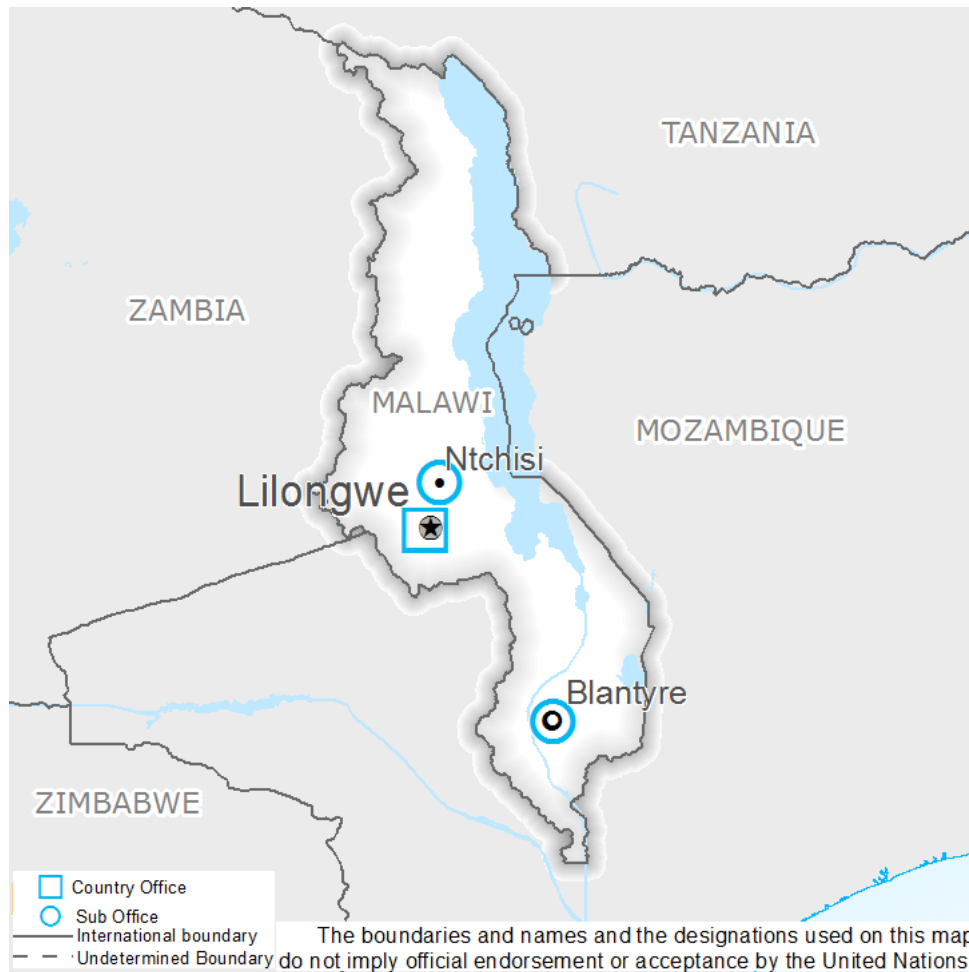 TANZANIA
ZAMBIA
MALAWI
MOZAMBIQUE
Ntchisi
Lilongwe
Blantyre
ZIMBABWE
Country Office
Sub Office
International boundary
Undetermined Boundary
The boundaries and names and the designations used on this map
do not imply official endorsement or acceptance by the United Nations